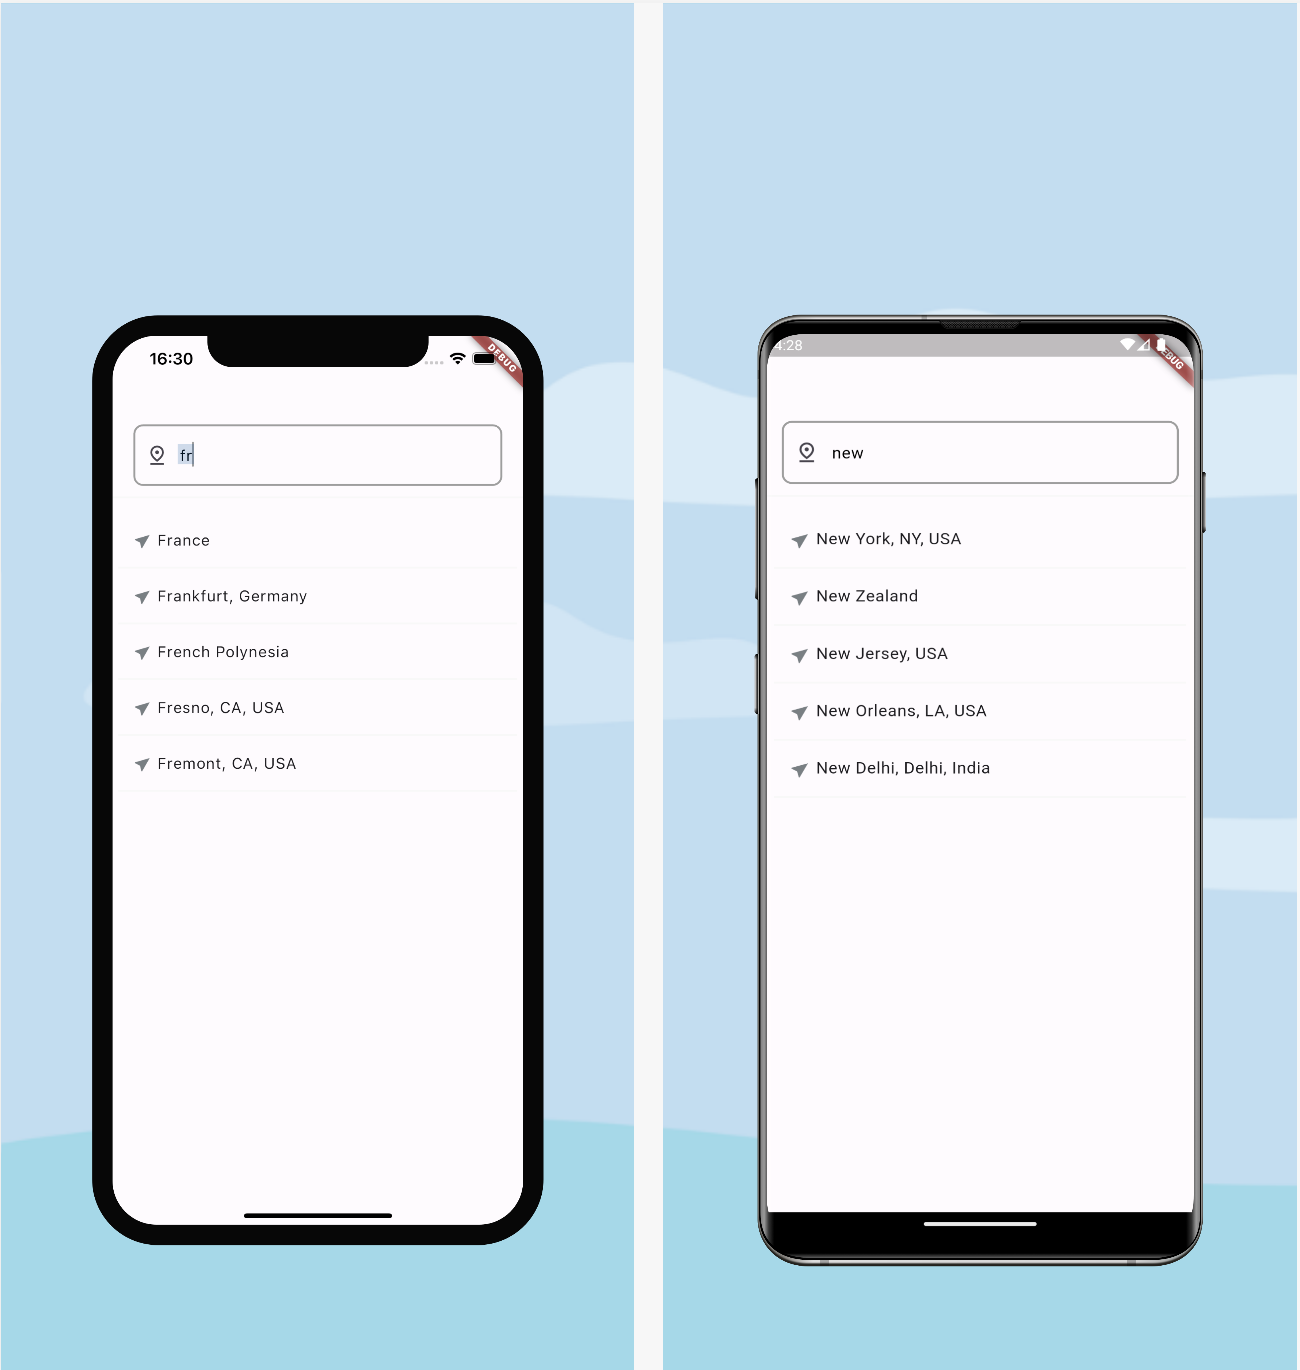 16:30
DEBUG
fr
France
Frankfurt, Germany
French Polynesia
Fresno, CA, USA
Fremont, CA, USA
4:28
new
New York, NY, USA
New Zealand
New Jersey, USA
New Orleans, LA, USA
New Delhi, Delhi, India